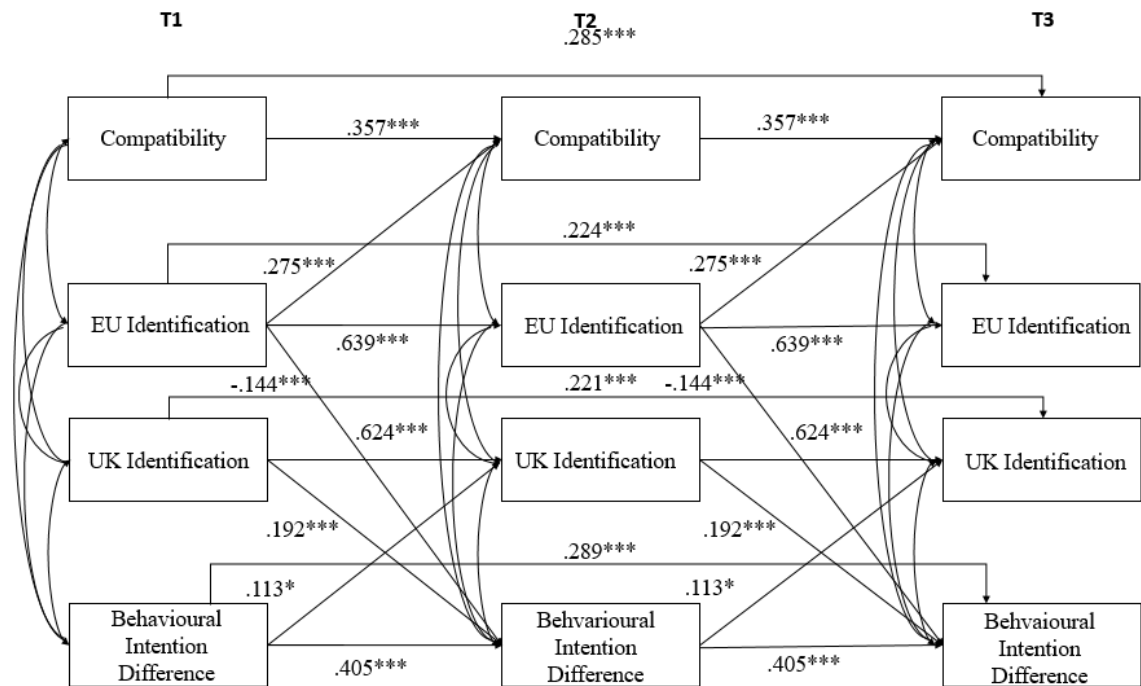 T1
T2
T3
.285***
Compatibility
.357***
Compatibility
.357***
Compatibility
.224***
.275***
.275***
EU Identification
EU Identification
EU Identification
.639***
.639***
-.144***
.221***
-.144***
.624***
.624***
UK Identification
UK Identification
UK Identification
.192***
.192***
.289***
.113*
.113*
Behavioural
Intention
Difference
Behvarioural
Intention
Difference
Behvaioural
Intention
Difference
.405***
.405***